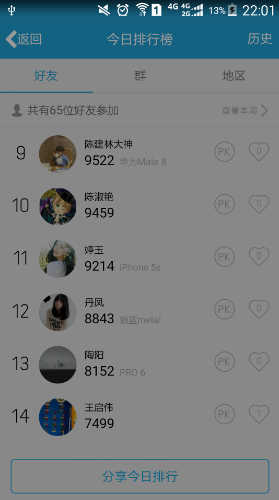 4G 4G 2G 13% 22:01
返回 今日排行榜 历史
好友 群 地区
共有65位好友参加 查看本周
9 陈建林大神 9522 华为Mate 8 PK 0
10 陈淑艳 9459 PK 0
11 婷玉 9214 iPhone 5s PK 0
12 丹凤 8843 魅蓝metal PK 0
13 陶阳 8152 PRO 6 PK 0
14 王启伟 7499 PK 1
分享今日排行